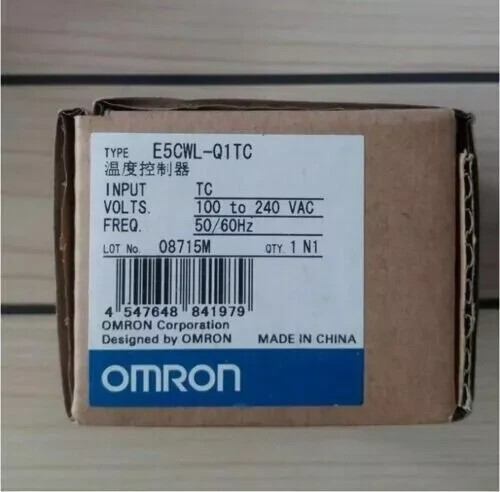 TYPE E5CWL-Q1TC
温度控制器
INPUT TC
VOLTS. 100 to 240 VAC
FREQ. 50/60Hz
LOT No. 08715M QTY. 1 N1
4 547648 841979
OMRON Corporation
Designed by OMRON MADE IN CHINA
OMRON